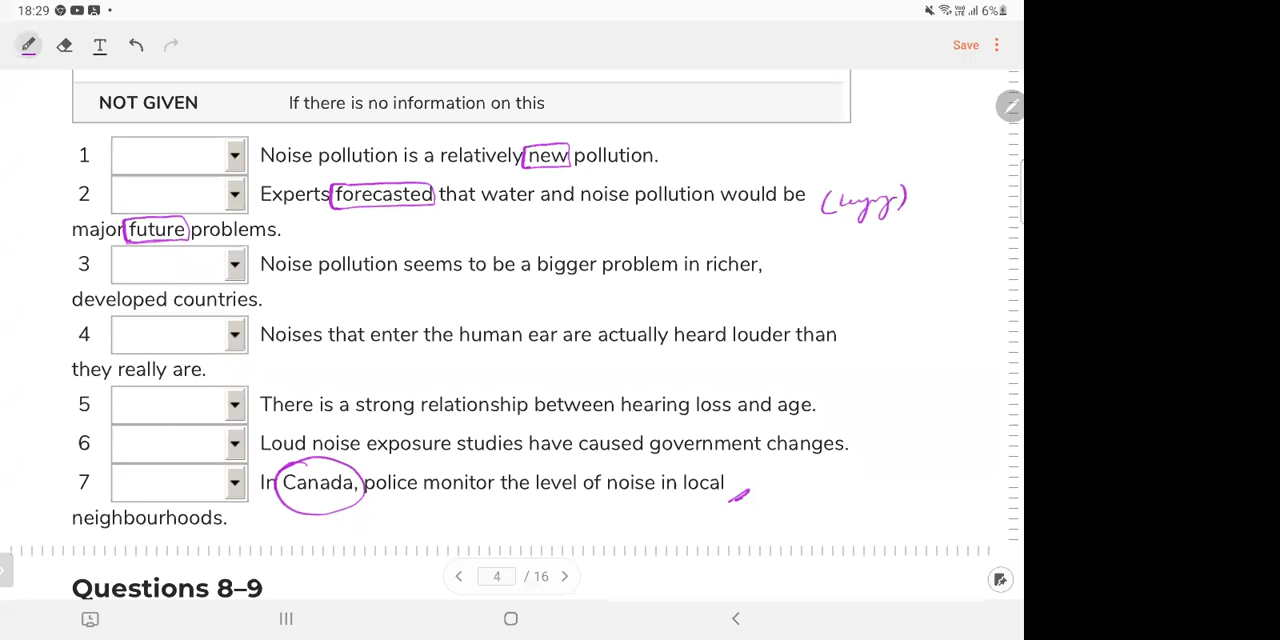 18:29
6%
Save
NOT GIVEN If there is no information on this
1 Noise pollution is a relatively new pollution.
2 Experts forecasted that water and noise pollution would be
major future problems.
3 Noise pollution seems to be a bigger problem in richer,
developed countries.
4 Noises that enter the human ear are actually heard louder than
they really are.
5 There is a strong relationship between hearing loss and age.
6 Loud noise exposure studies have caused government changes.
7 In Canada, police monitor the level of noise in local
neighbourhoods.
4 / 16
Questions 8–9